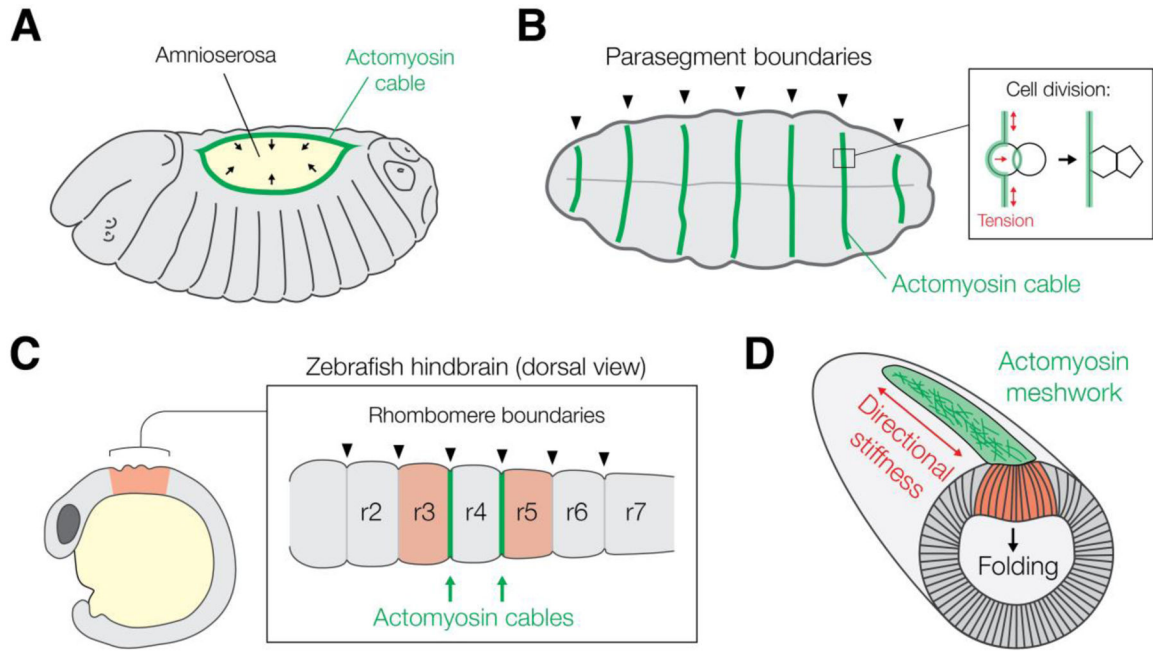 A
Amnioserosa
Actomyosin
cable
B
Parasegment boundaries
Cell division:
Tension
Actomyosin cable
C
Zebrafish hindbrain (dorsal view)
Rhombomere boundaries
r2
r3
r4
r5
r6
r7
Actomyosin cables
D
Actomyosin
meshwork
Directional
stiffness
Folding